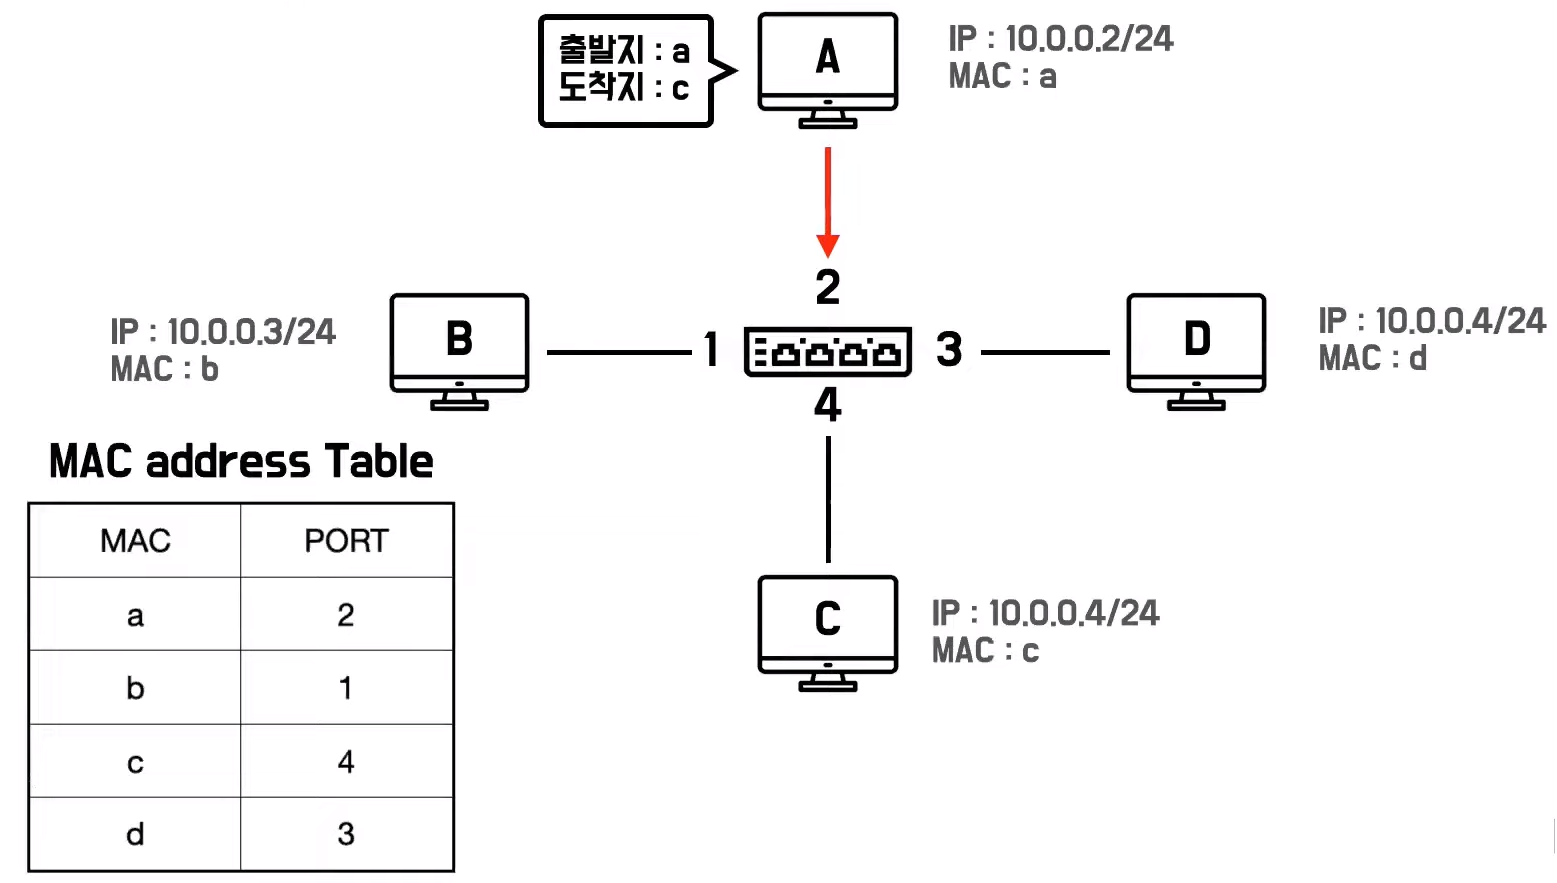 출발지 : a
도착지 : c
A
IP : 10.0.0.2/24
MAC : a
2
IP : 10.0.0.3/24
MAC : b
B
1
3
D
IP : 10.0.0.4/24
MAC : d
4
MAC address Table
MAC PORT
a 2
b 1
c 4
d 3
C
IP : 10.0.0.4/24
MAC : c